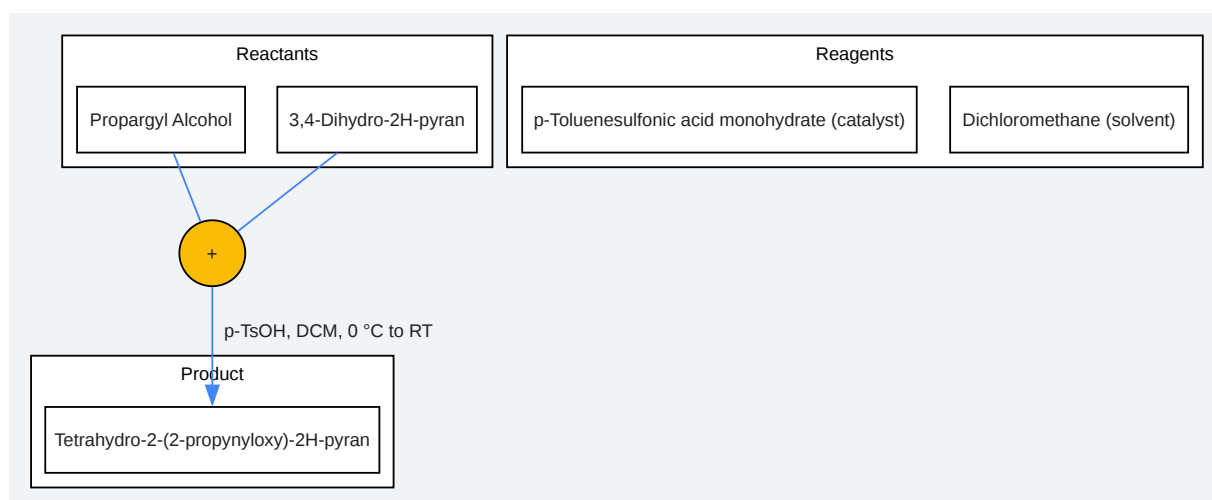 Reactants
Propargyl Alcohol
3,4-Dihydro-2H-pyran
Reagents
p-Toluenesulfonic acid monohydrate (catalyst)
Dichloromethane (solvent)
+
p-TsOH, DCM, 0 °C to RT
Product
Tetrahydro-2-(2-propynyloxy)-2H-pyran